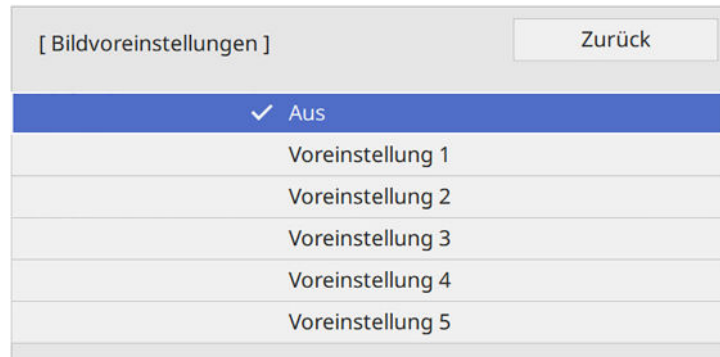 [ Bildvoreinstellungen ]
Zurück
Aus
Voreinstellung 1
Voreinstellung 2
Voreinstellung 3
Voreinstellung 4
Voreinstellung 5